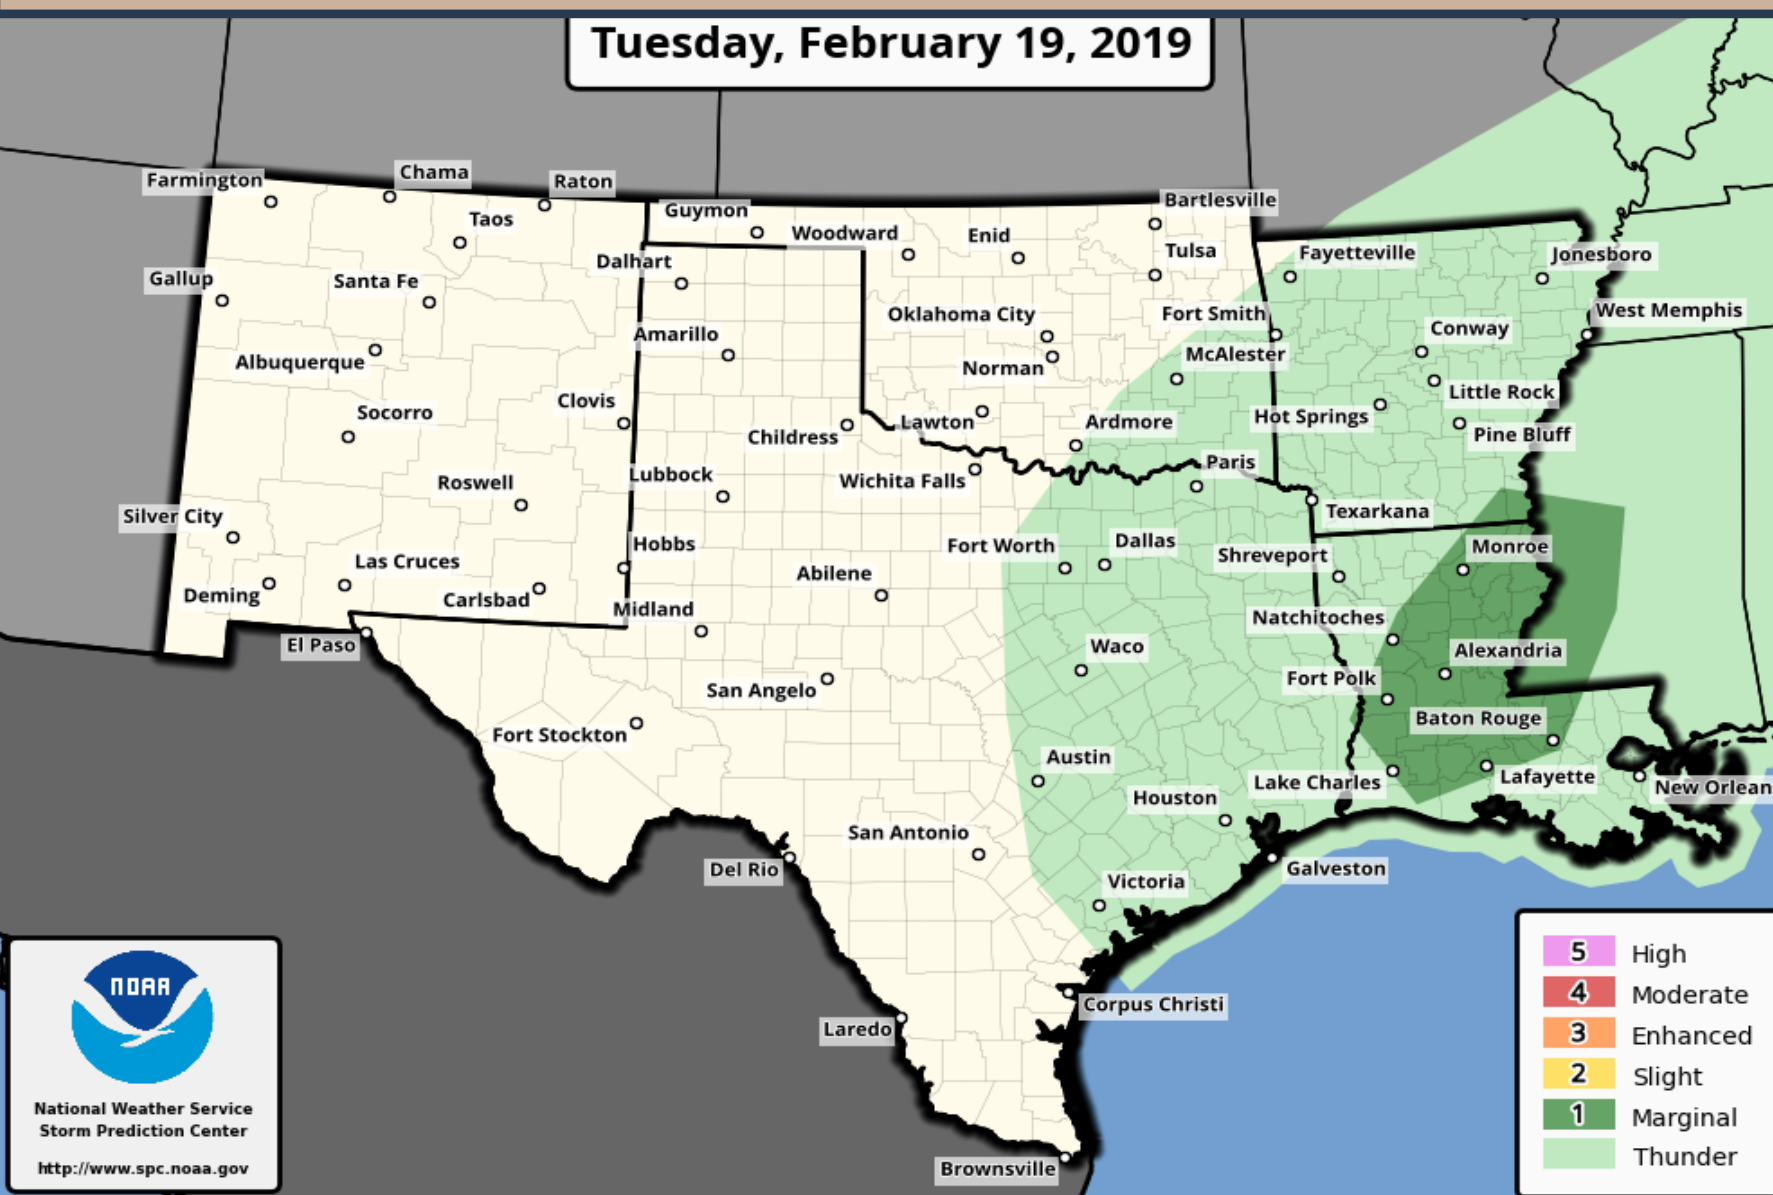 Tuesday, February 19, 2019
Chama
Farmington
Raton
Bartlesville
Guymon
Taos
Woodward
Enid
Tulsa
Fayetteville
Jonesboro
Dalhart
Gallup
Santa Fe
Oklahoma City
Fort Smith
West Memphis
Amarillo
Conway
Albuquerque
McAlester
Norman
Little Rock
Clovis
Socorro
Hot Springs
Lawton
Ardmore
Childress
Pine Bluff
Paris
Lubbock
Roswell
Wichita Falls
Texarkana
Silver City
Hobbs
Fort Worth
Dallas
Monroe
Shreveport
Las Cruces
Abilene
Deming
Carlsbad
Midland
Natchitoches
El Paso
Waco
Alexandria
Fort Polk
San Angelo
Baton Rouge
Fort Stockton
Austin
Lafayette
Lake Charles
New Orlean
Houston
San Antonio
Del Rio
Galveston
Victoria
Corpus Christi
Laredo
Brownsville
NOAA
National Weather Service
Storm Prediction Center
http://www.spc.noaa.gov
5 High
4 Moderate
3 Enhanced
2 Slight
1 Marginal
Thunder